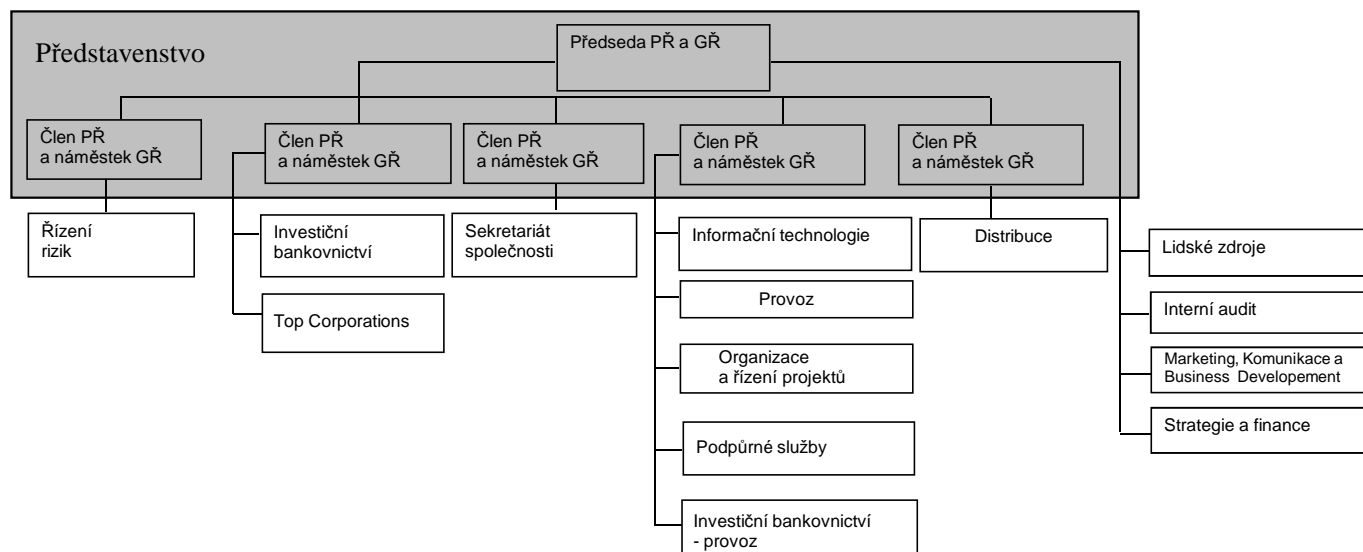 Představenstvo
Předseda PŘ a GŘ
Člen PŘ
a náměstek GŘ
Člen PŘ
a náměstek GŘ
Člen PŘ
a náměstek GŘ
Člen PŘ
a náměstek GŘ
Člen PŘ
a náměstek GŘ
Řízení
rizik
Investiční
bankovnictví
Top Corporations
Sekretariát
společnosti
Informační technologie
Provoz
Organizace
a řízení projektů
Podpůrné služby
Investiční bankovnictví
- provoz
Distribuce
Lidské zdroje
Interní audit
Marketing, Komunikace a
Business Developement
Strategie a finance